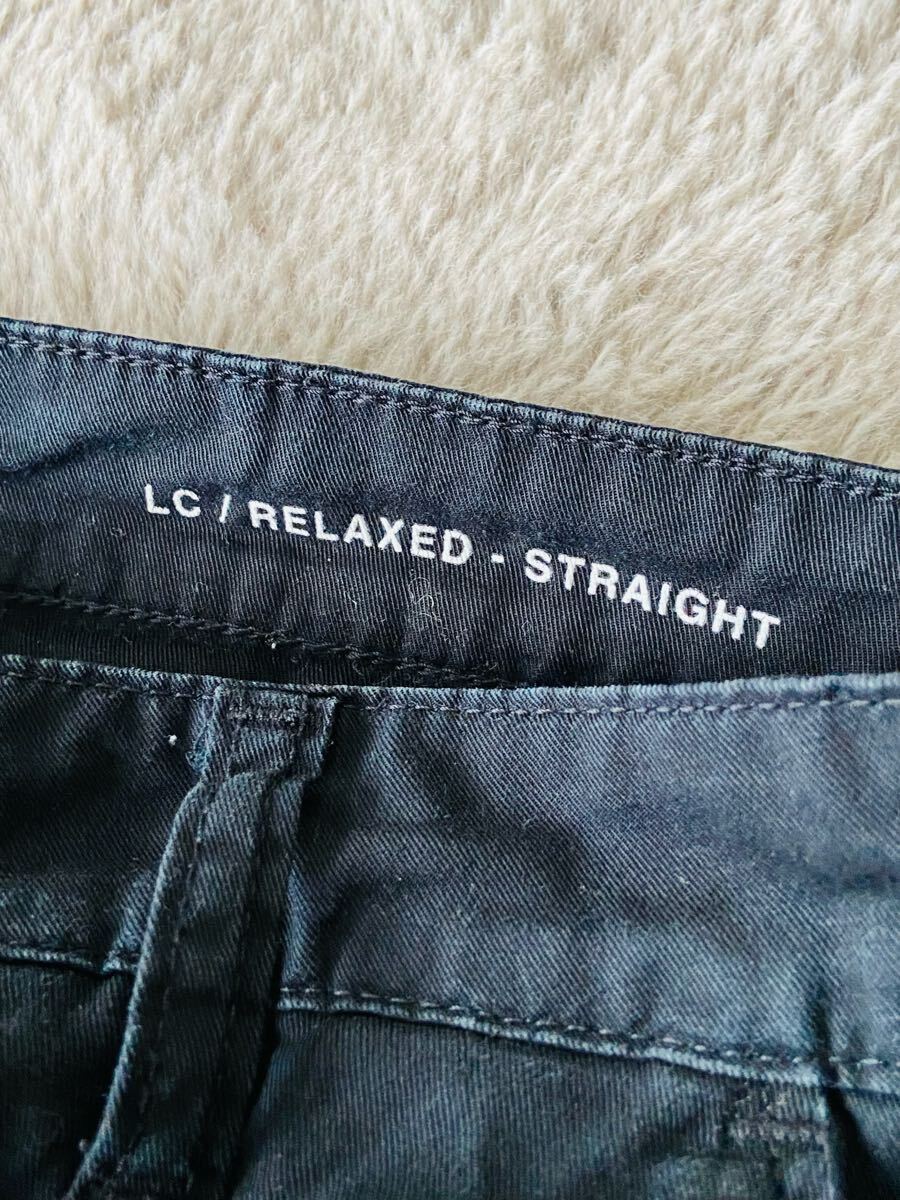 LC / RELAXED - STRAIGHT